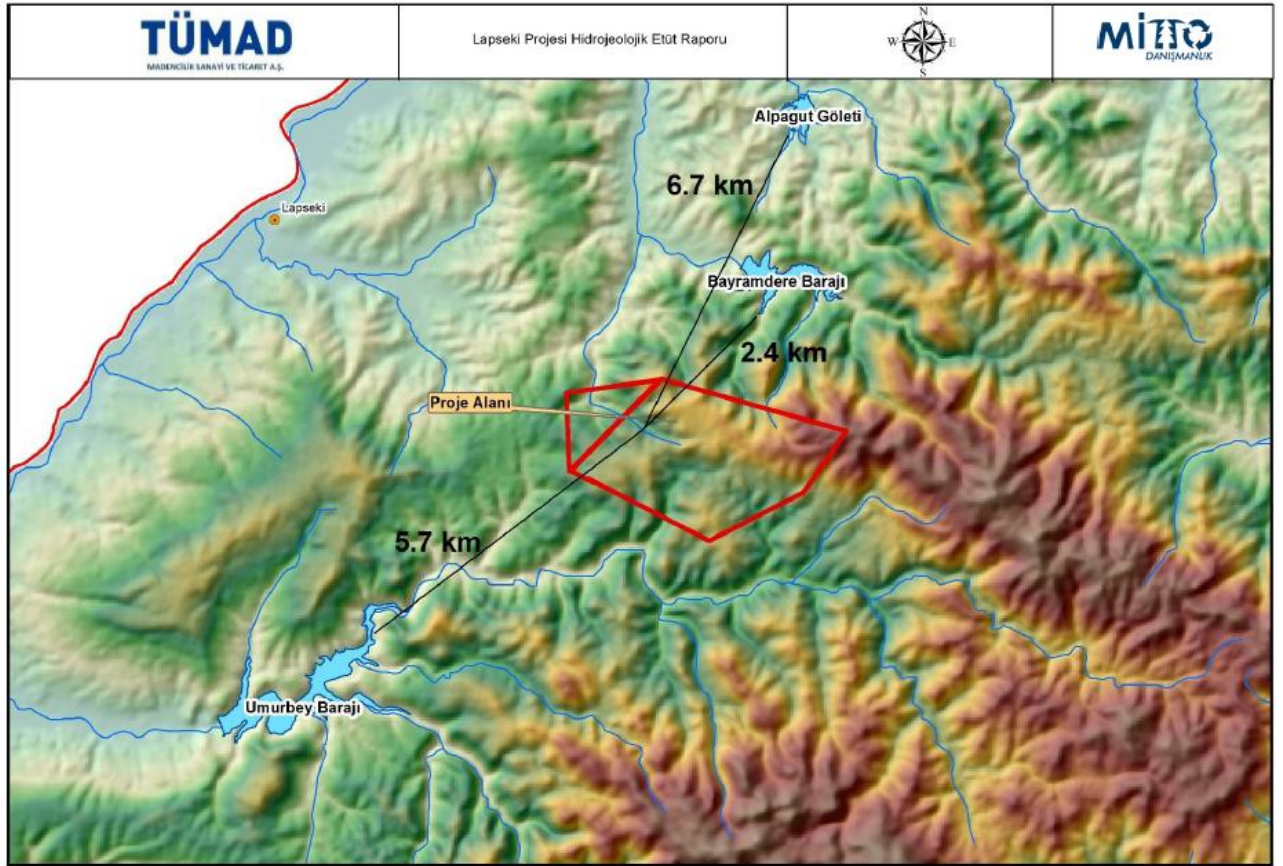 TÜMAD
MADENCİLİK SANAYİ VE TİCARET A.Ş.
Lapseki Projesi Hidrojeolojik Etüt Raporu
N
W E
S
MİTTO
DANIŞMANLIK
Alpagut Göleti
6.7 km
Lapseki
Bayramdere Barajı
2.4 km
Proje Alanı
5.7 km
Umurbey Barajı